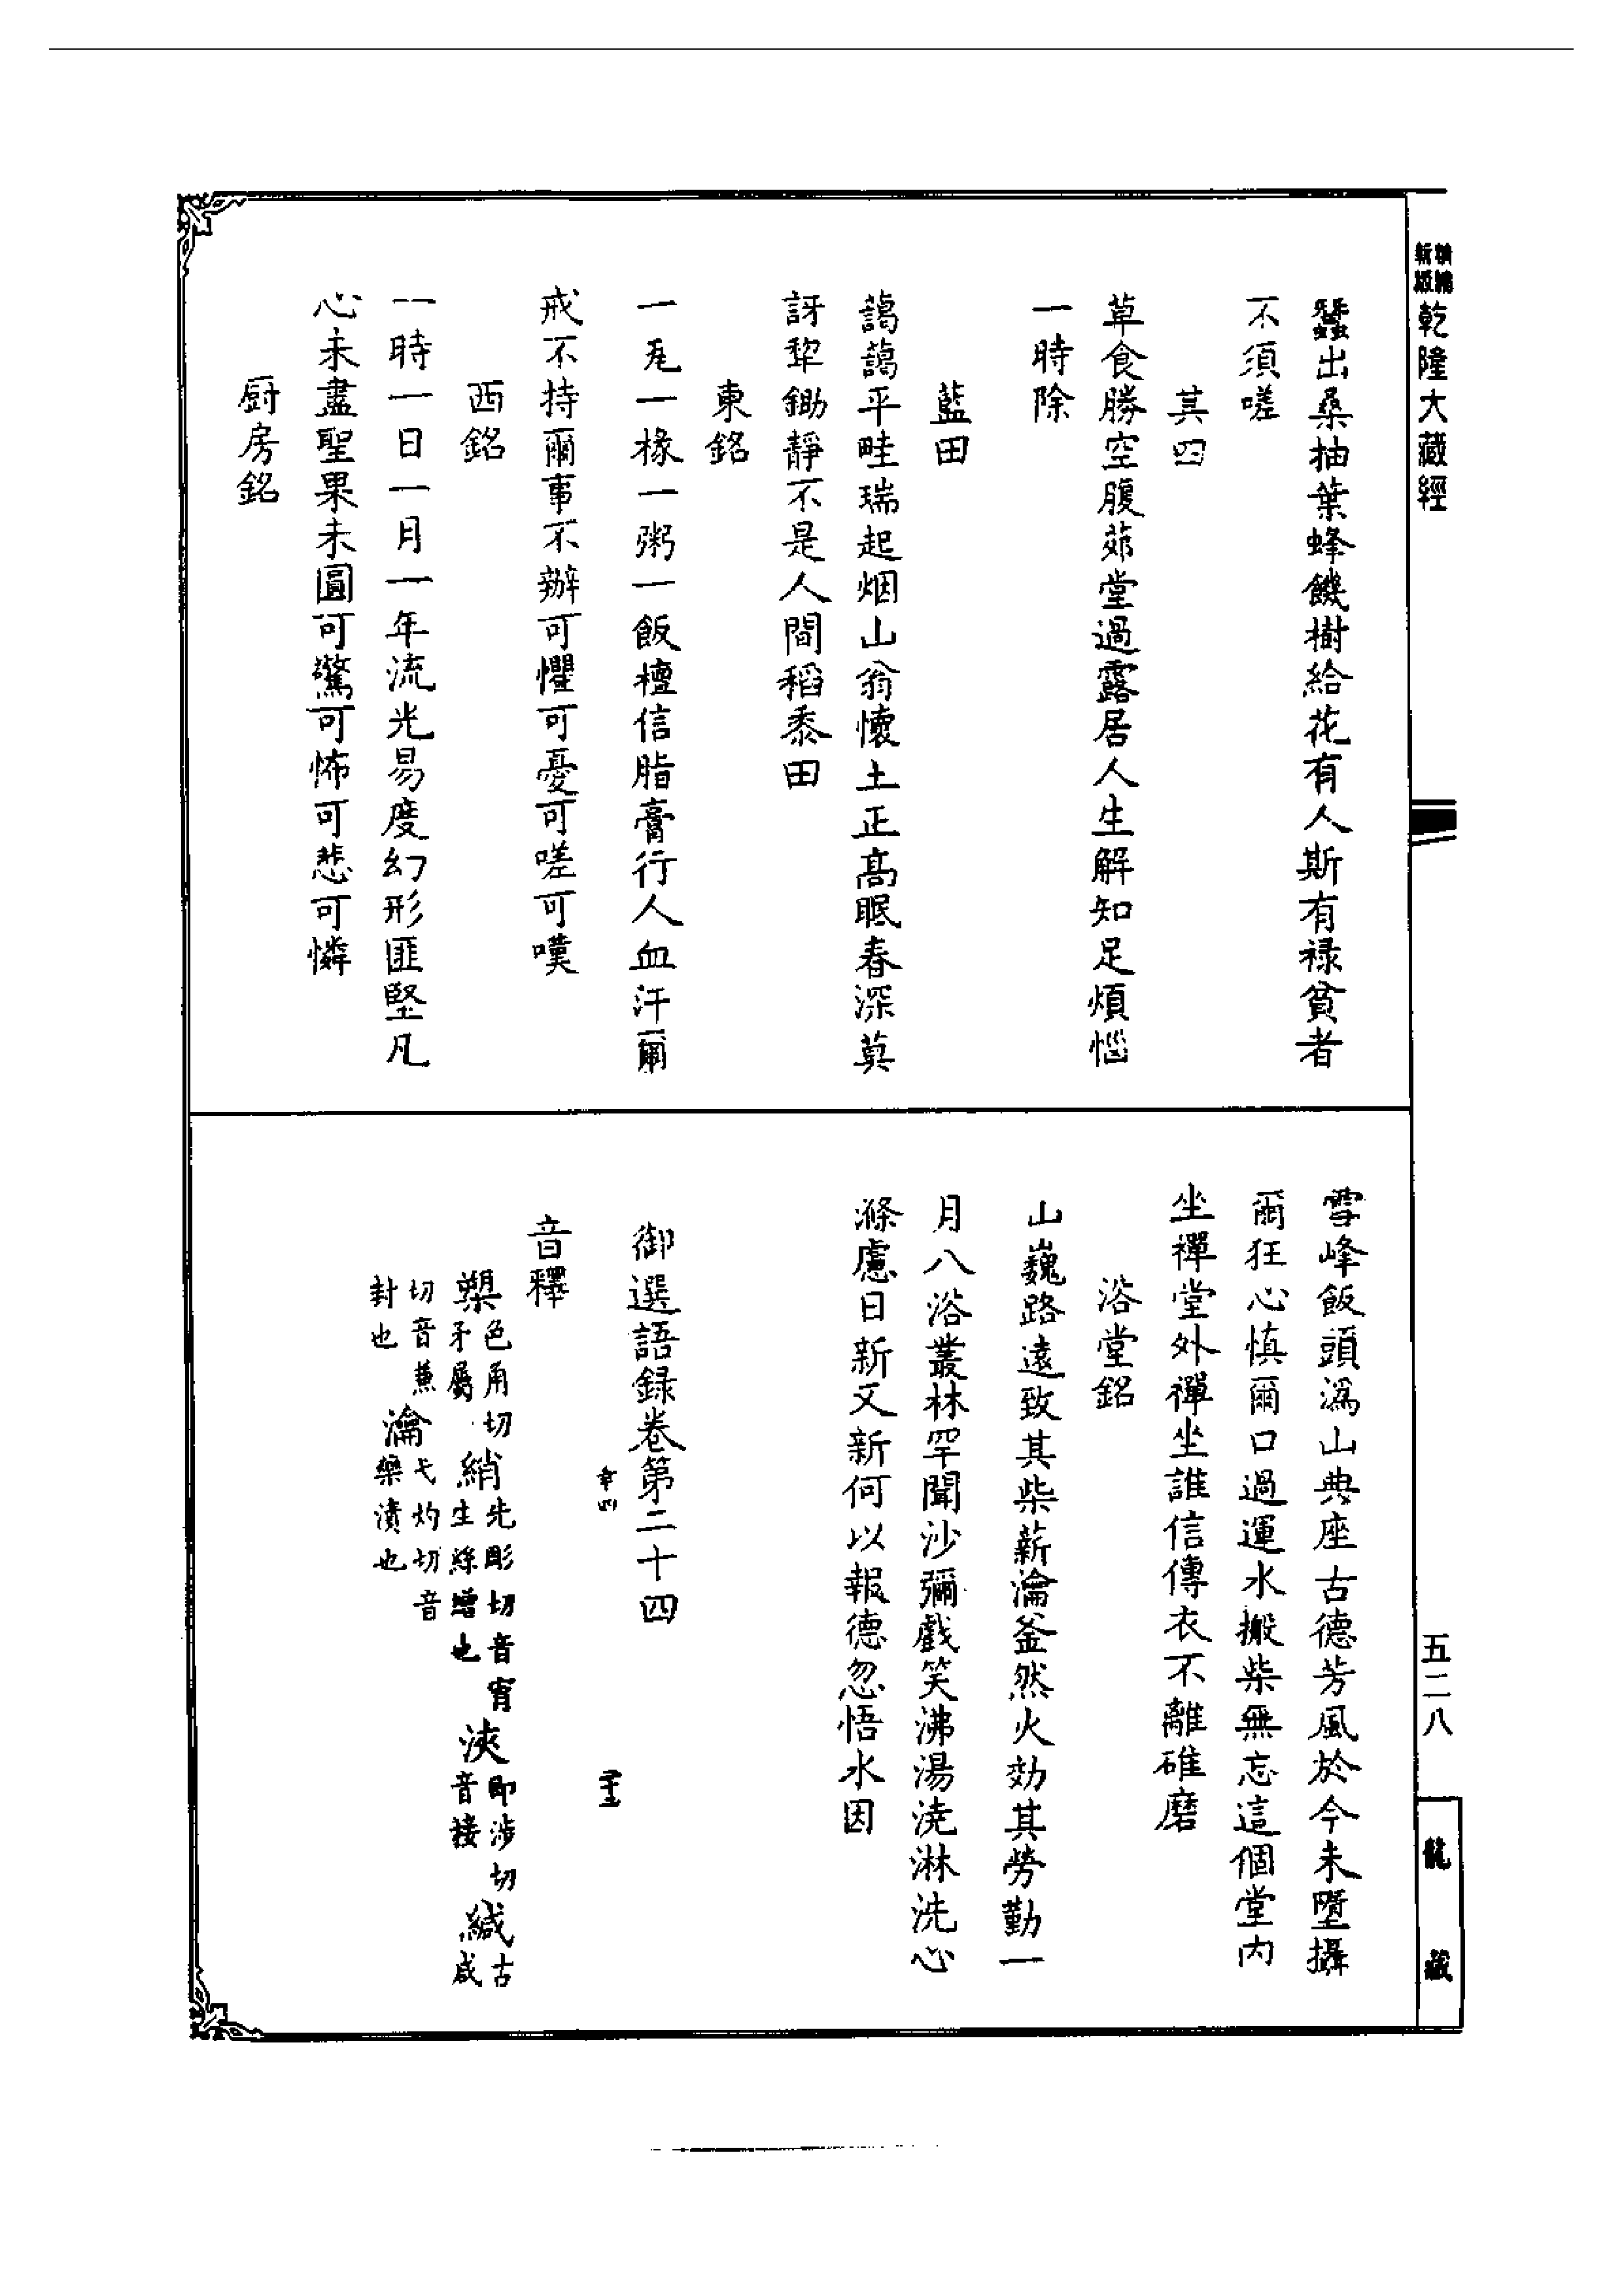 新版
精縮
乾隆大藏經
蠶出桑抽葉蜂饑樹給花有人斯有祿貧者
不須嗟
其四
草食勝空腹茆堂過露居人生解知足煩惱
一時除
藍田
藹藹平畦瑞起烟山翁懷土正高眠春深莫
訝犂鋤靜不是人間稻黍田
東銘
一瓦一椽一粥一飯檀信脂膏行人血汗爾
戒不持爾事不辦可懼可憂可嗟可嘆
西銘
一時一日一月一年流光易度幻形匪堅凡
心未盡聖果未圓可驚可怖可悲可憐
厨房銘
雪峰飯頭溈山典座古德芳風於今未墮攝
爾狂心慎爾口過運水搬柴無忘這個堂內
坐禪堂外禪坐誰信傳衣不離碓磨
浴堂銘
山巍路遠致其柴薪瀹釜然火効其勞勤一
月八浴叢林罕聞沙彌戲笑沸湯澆淋洗心
滌慮日新又新何以報德忽悟水因
御選語録卷第二十四
音釋
槊色角切矛屬 綃先彫切音宵生絲繒也 浹即涉切音接 緘古咸
切音蒹封也 瀹弋灼切音藥漬也
五二八
龍藏